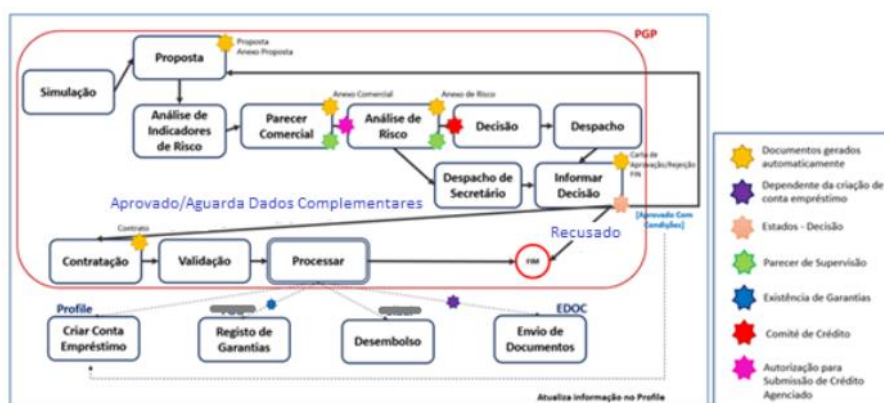 PGP
Proposta
Anexo Proposta
Proposta
Simulação
Anexo Comercial
Anexo de Risco
Análise de
Indicadores
de Risco
Parecer
Comercial
Análise de
Risco
Decisão
Despacho
Carta de
Aprovação/Rejeição
FIN
Despacho de
Secretário
Informar
Decisão
Aprovado/Aguarda Dados Complementares
[Aprovado Com
Condições]
Recusado
Contrato
Contratação
Validação
Processar
FIM
Profile
EDOC
Criar Conta
Empréstimo
Registo de
Garantias
Desembolso
Envio de
Documentos
Atualiza informação no Profile
Documentos gerados
automaticamente
Dependente da criação de
conta empréstimo
Estados - Decisão
Parecer de Supervisão
Existência de Garantias
Comité de Crédito
Autorização para
Submissão de Crédito
Agenciado